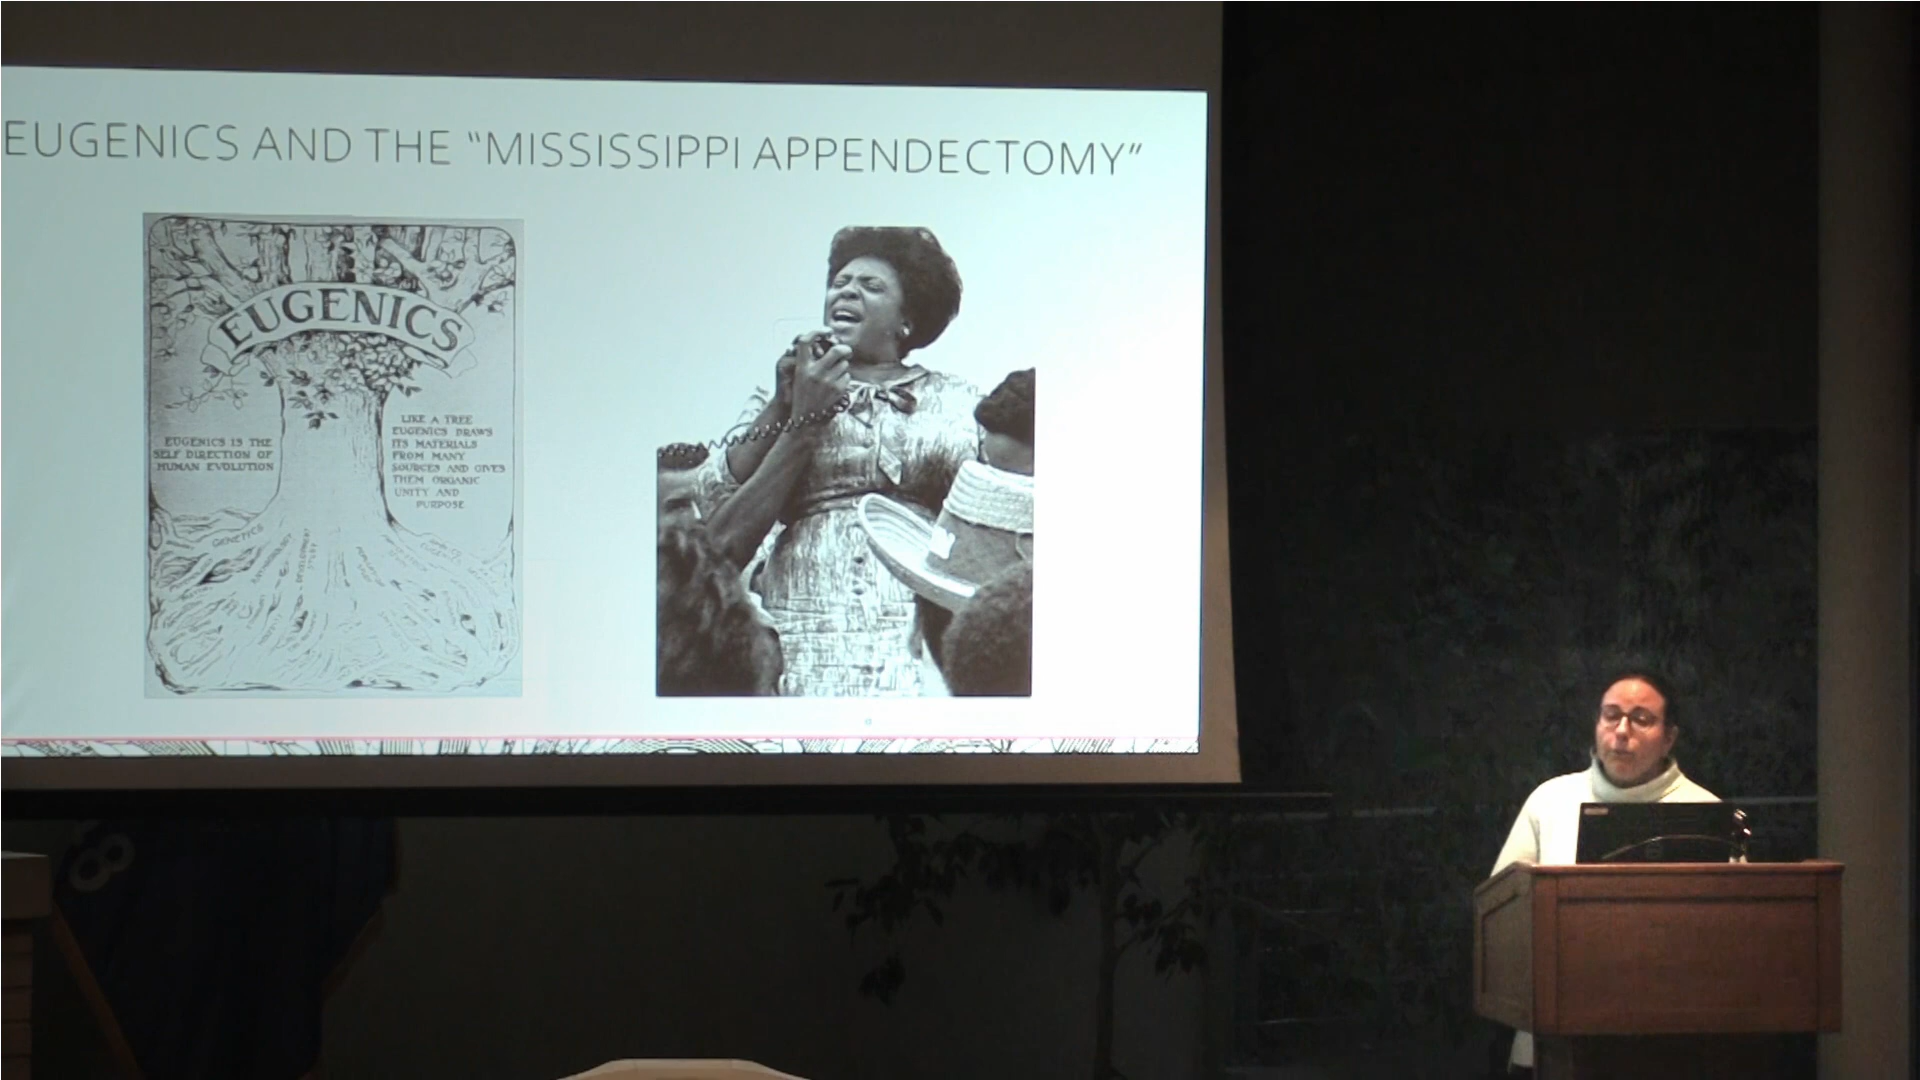 EUGENICS AND THE “MISSISSIPPI APPENDECTOMY”
EUGENICS
EUGENICS IS THE
SELF DIRECTION OF
HUMAN EVOLUTION
LIKE A TREE
EUGENICS DRAWS
ITS MATERIALS
FROM MANY
SOURCES AND GIVES
THEM ORGANIC
UNITY AND
PURPOSE
GENETICS
8